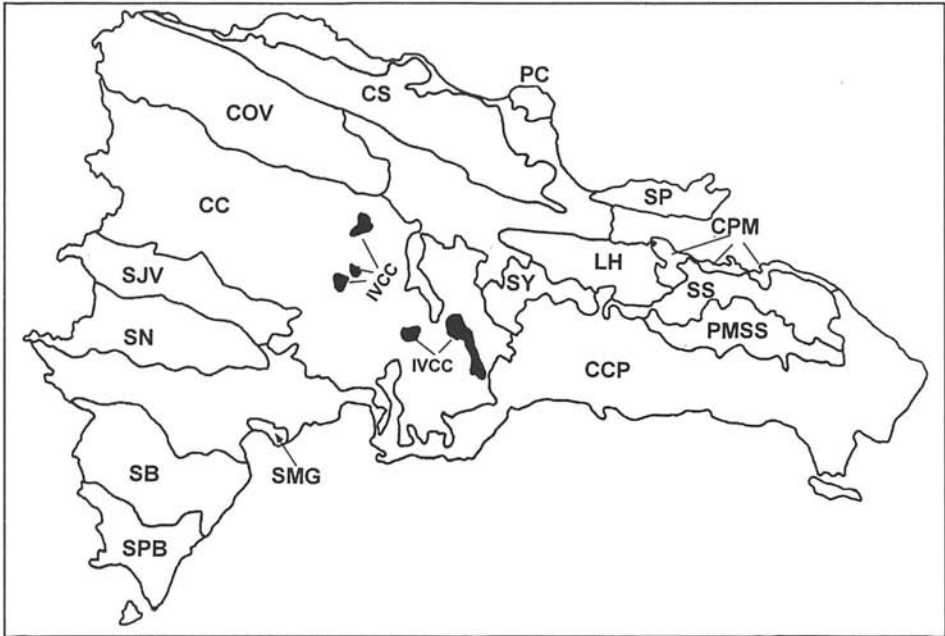 PC
CS
COV
SP
CC
CPM
LH
SJV
IVCC
SY
SS
SN
PMSS
IVCC
CCP
SB
SMG
SPB